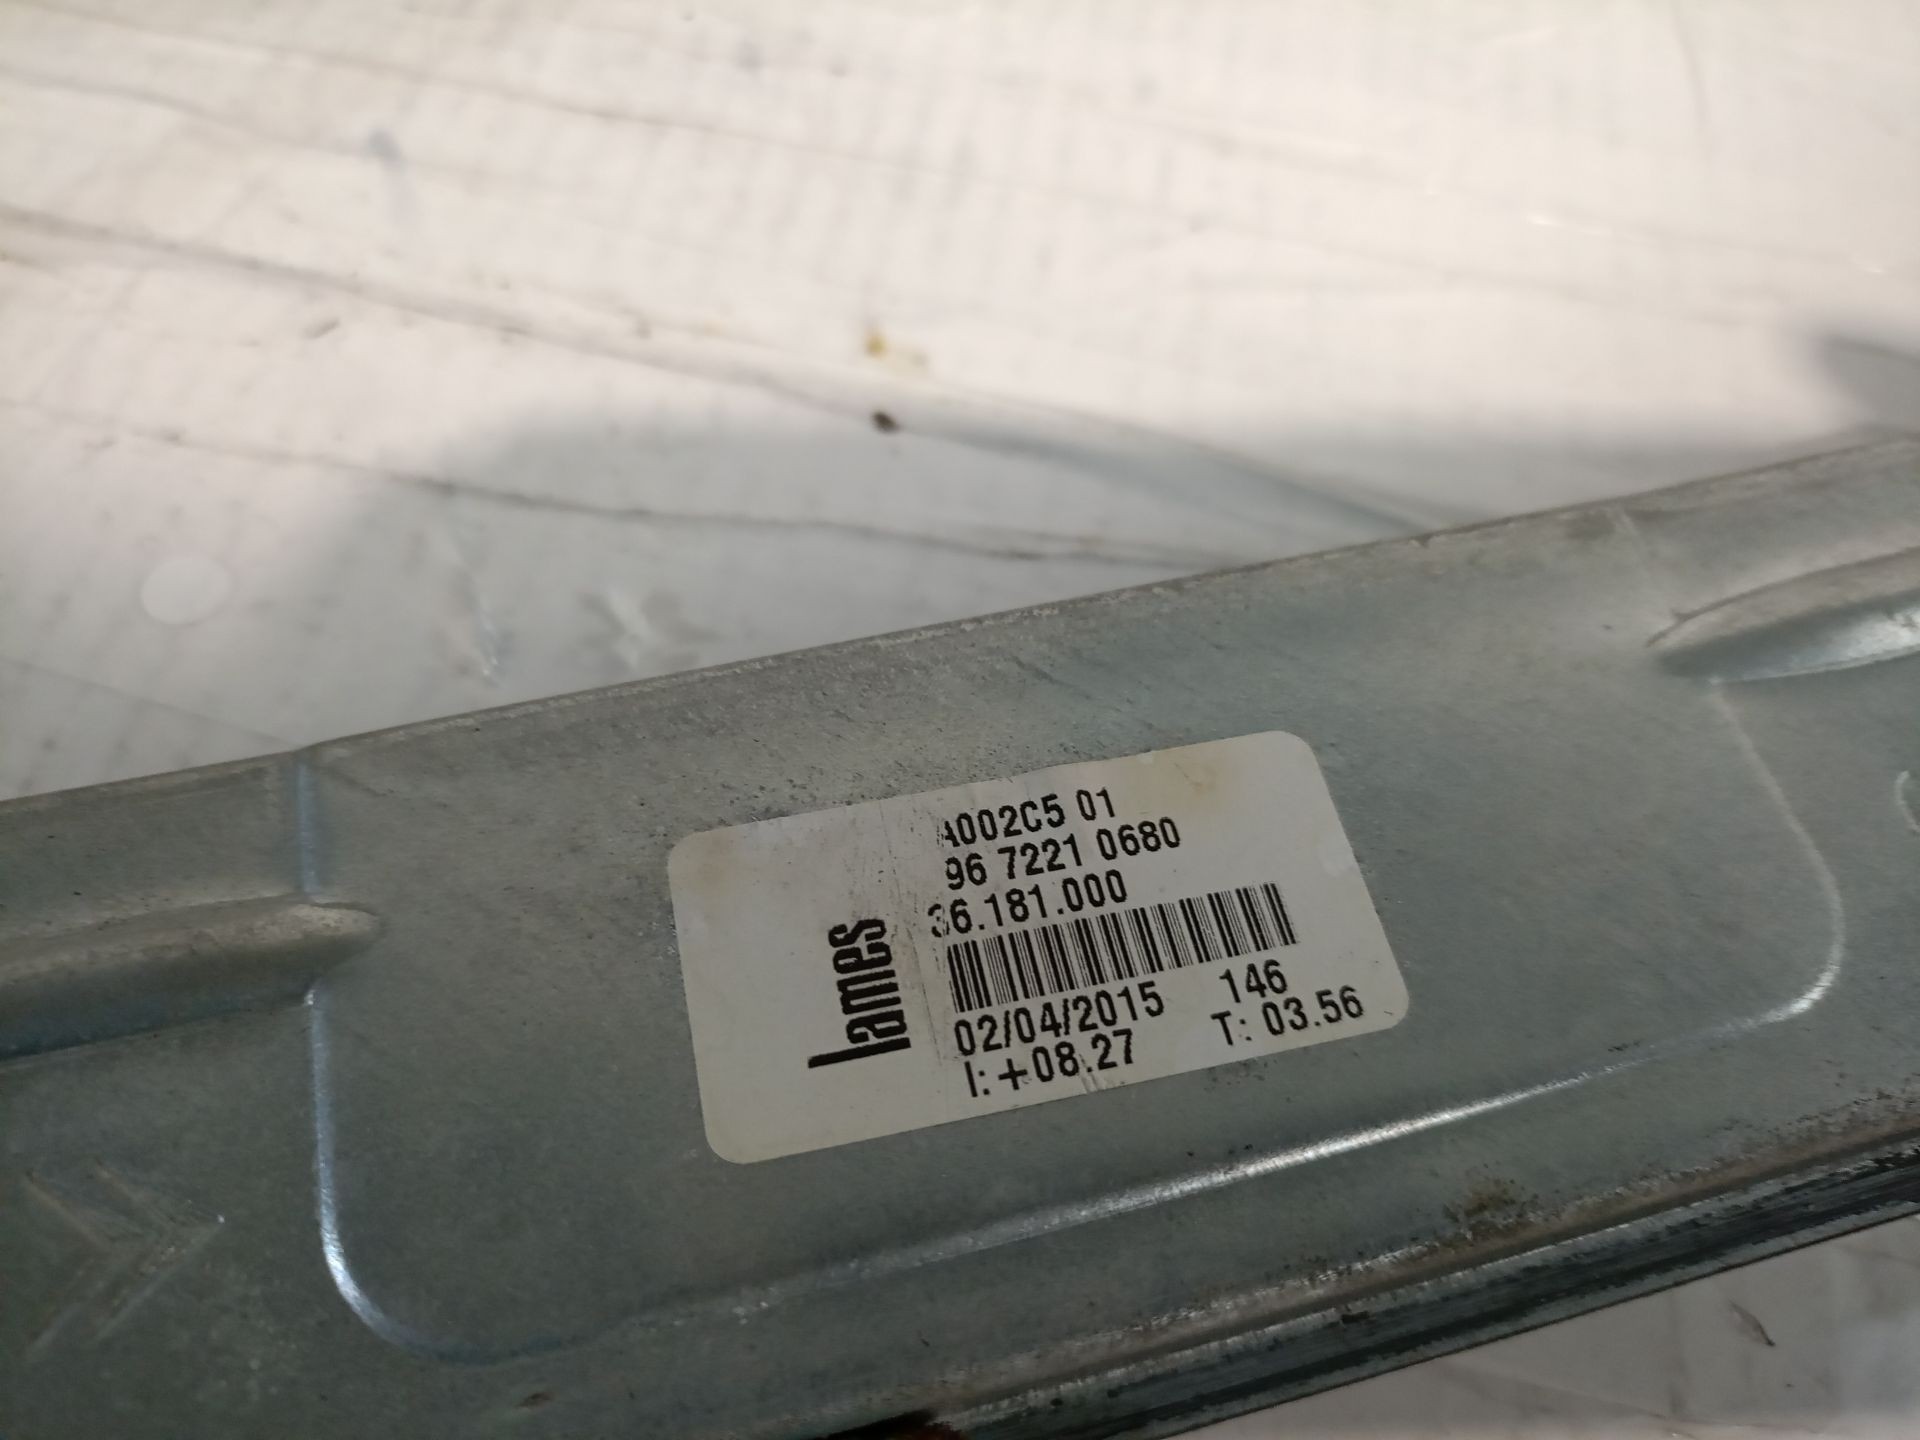 A002C5 01
96 7221 0680
36.181.000
lames
02/04/2015 146
I: +08.27 T: 03.56